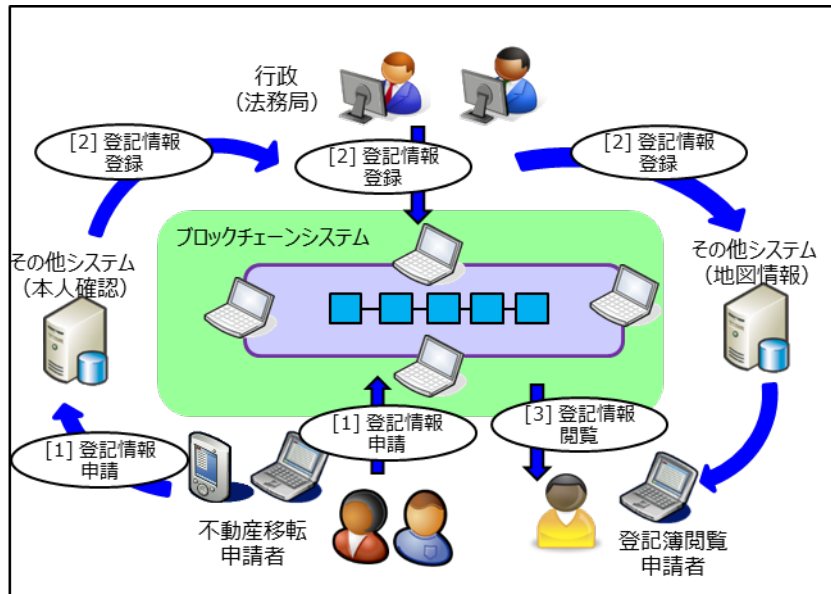 行政
（法務局）
[2] 登記情報
登録
[2] 登記情報
登録
[2] 登記情報
登録
ブロックチェーンシステム
その他システム
（本人確認）
その他システム
（地図情報）
[1] 登記情報
申請
[1] 登記情報
申請
[3] 登記情報
閲覧
不動産移転
申請者
登記簿閲覧
申請者